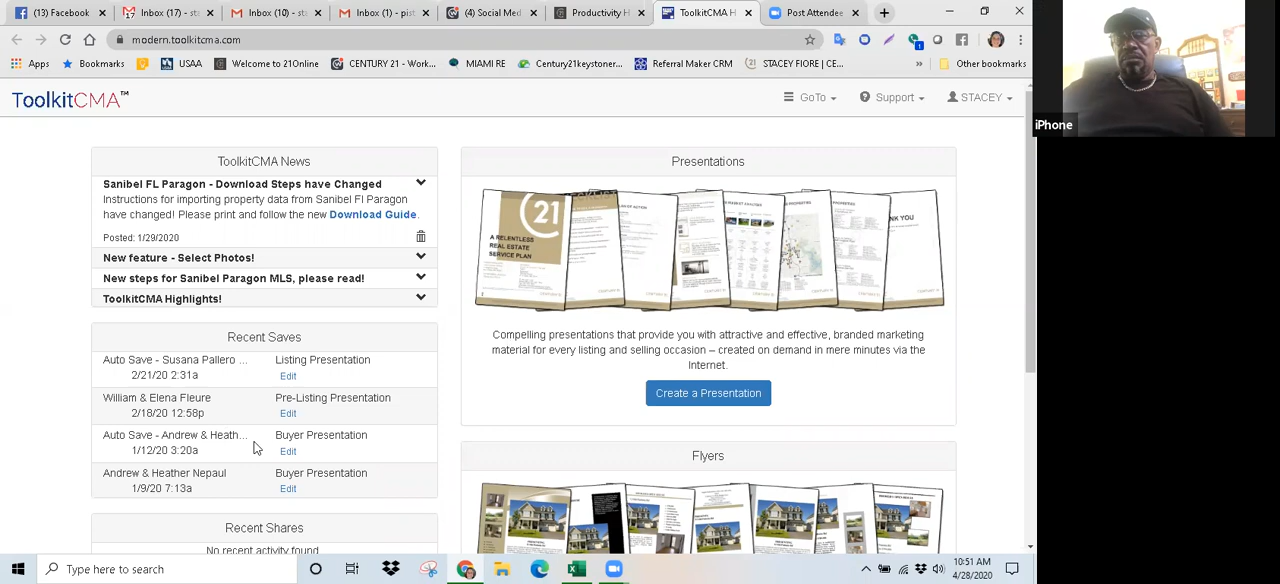 (13) Facebook
Inbox (17) - sta
Inbox (10) - sta
Inbox (1) - pist
(4) Social Med
Productivity H
ToolkitCMA H
Post Attendee
modern.toolkitcma.com
Apps
Bookmarks
USAA
Welcome to 21Online
CENTURY 21 - Work...
MIAMI RE
Century21keystoner...
Referral Maker CRM
STACEY FIORE | CE...
»
Other bookmarks
iPhone
ToolkitCMA™
GoTo
Support
STACEY
ToolkitCMA News
Sanibel FL Paragon - Download Steps have Changed
Instructions for importing property data from Sanibel Fl Paragon
have changed! Please print and follow the new Download Guide.
Posted: 1/29/2020
New feature - Select Photos!
New steps for Sanibel Paragon MLS, please read!
ToolkitCMA Highlights!
Recent Saves
Auto Save - Susana Pallero ...
Listing Presentation
2/21/20 2:31a
Edit
William & Elena Fleure
Pre-Listing Presentation
2/18/20 12:58p
Edit
Auto Save - Andrew & Heath...
Buyer Presentation
1/12/20 3:20a
Edit
Andrew & Heather Nepaul
Buyer Presentation
1/9/20 7:13a
Edit
Recent Shares
No recent activity found
Presentations
21
A RELENTLESS
REAL ESTATE
SERVICE PLAN
Compelling presentations that provide you with attractive and effective, branded marketing
material for every listing and selling occasion – created on demand in mere minutes via the
Internet.
Create a Presentation
Flyers
Type here to search
10:51 AM
4/28/2020